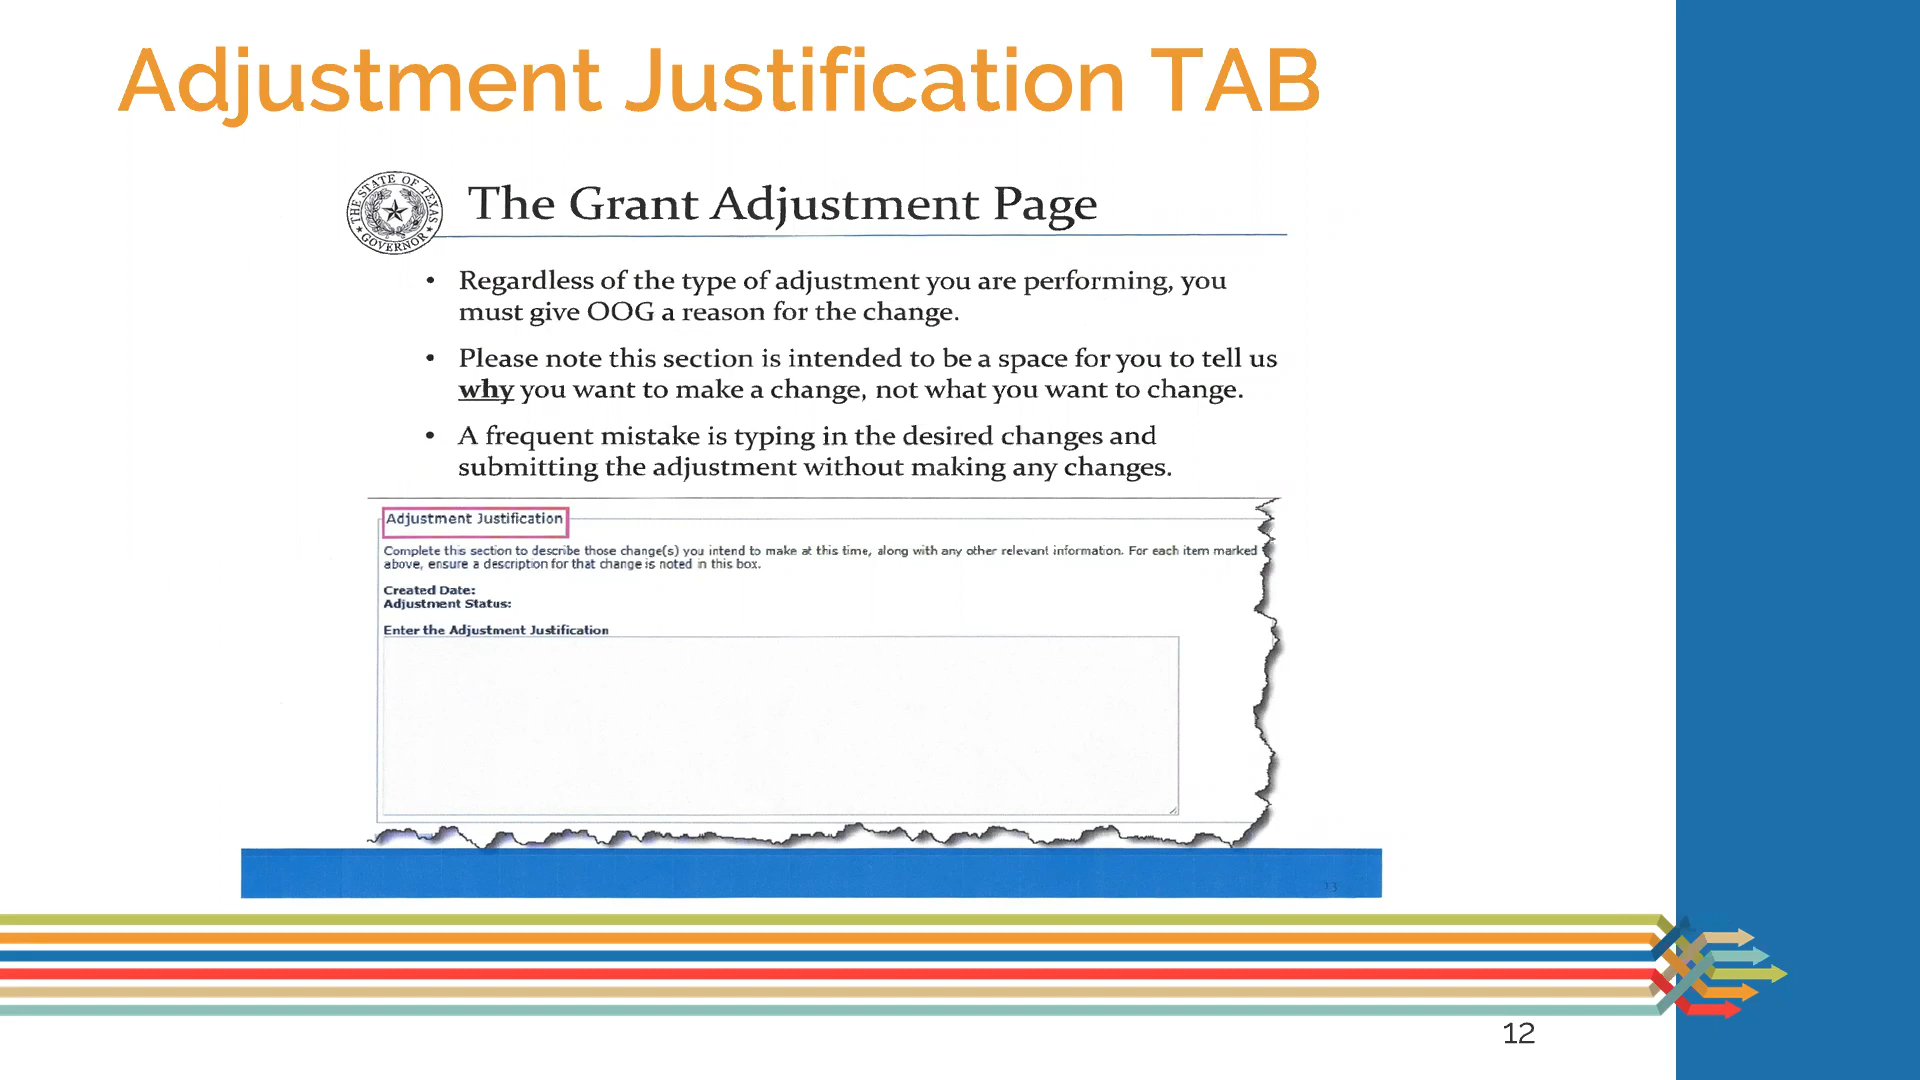 Adjustment Justification TAB
THE STATE OF TEXAS
GOVERNOR
The Grant Adjustment Page
• Regardless of the type of adjustment you are performing, you
must give OOG a reason for the change.
• Please note this section is intended to be a space for you to tell us
why you want to make a change, not what you want to change.
• A frequent mistake is typing in the desired changes and
submitting the adjustment without making any changes.
Adjustment Justification
Complete this section to describe those change(s) you intend to make at this time, along with any other relevant information. For each item marked
above, ensure a description for that change is noted in this box.
Created Date:
Adjustment Status:
Enter the Adjustment Justification
13
12